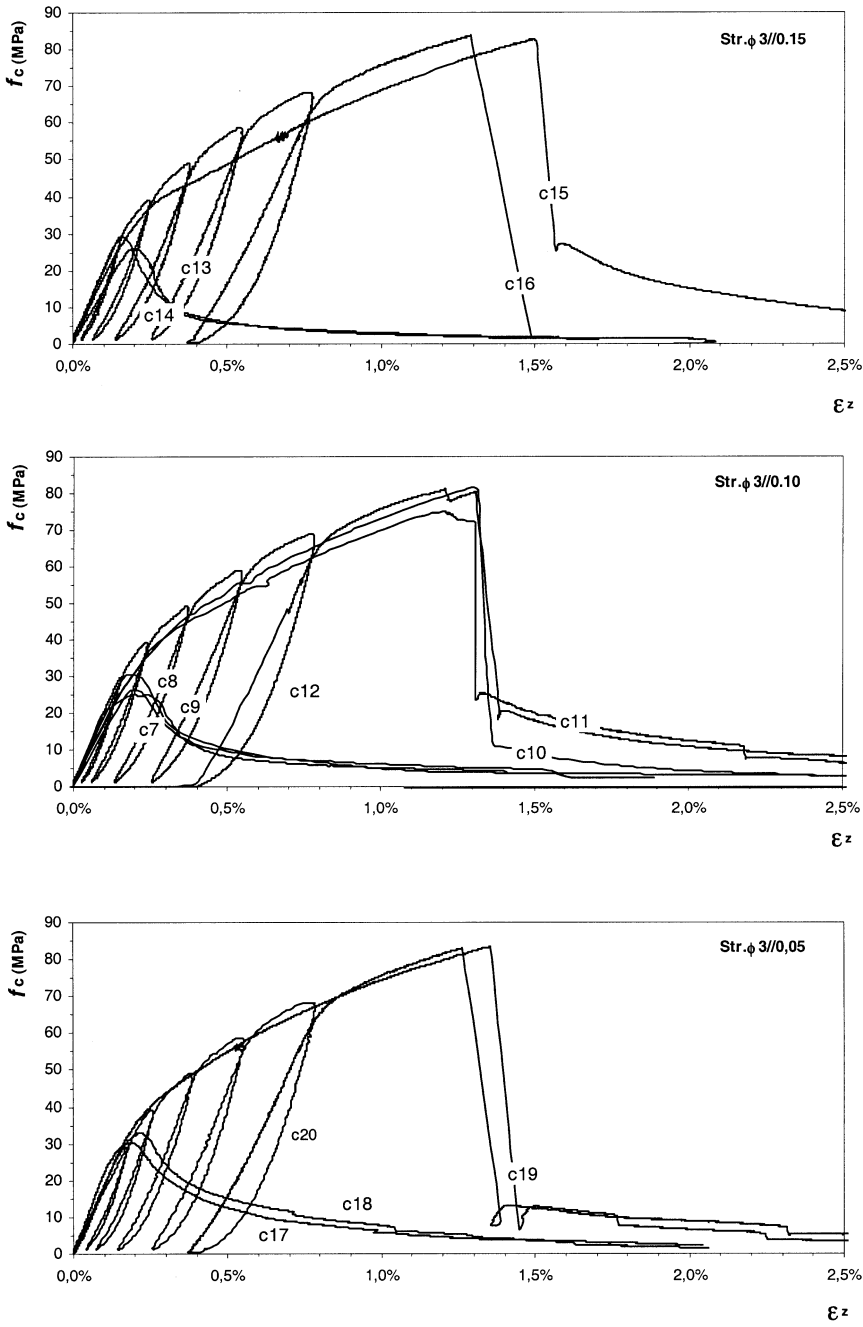 f c (MPa)
Str.ϕ 3//0.15
90
80
70
60
50
40
30
20
10
0
c15
c13
c16
c14
0,0%
0,5%
1,0%
1,5%
2,0%
2,5%
ε z
f c (MPa)
Str.ϕ 3//0.10
90
80
70
60
50
40
30
20
10
0
c8
c12
c9
c7
c11
c10
0,0%
0,5%
1,0%
1,5%
2,0%
2,5%
ε z
f c (MPa)
Str.ϕ 3//0,05
90
80
70
60
50
40
30
20
10
0
c20
c19
c18
c17
0,0%
0,5%
1,0%
1,5%
2,0%
2,5%
ε z